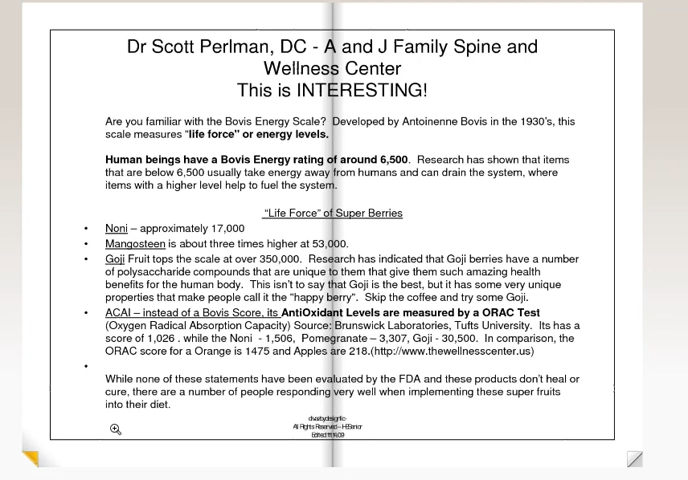 Dr Scott Perlman, DC - A and J Family Spine and
Wellness Center
This is INTERESTING!
Are you familiar with the Bovis Energy Scale? Developed by Antoinenne Bovis in the 1930's, this
scale measures "life force" or energy levels.
Human beings have a Bovis Energy rating of around 6,500. Research has shown that items
that are below 6,500 usually take energy away from humans and can drain the system, where
items with a higher level help to fuel the system.
"Life Force" of Super Berries
• Noni – approximately 17,000
• Mangosteen is about three times higher at 53,000.
• Goji Fruit tops the scale at over 350,000. Research has indicated that Goji berries have a number
of polysaccharide compounds that are unique to them that give them such amazing health
benefits for the human body. This isn't to say that Goji is the best, but it has some very unique
properties that make people call it the "happy berry". Skip the coffee and try some Goji.
• ACAI – instead of a Bovis Score, its AntiOxidant Levels are measured by a ORAC Test
(Oxygen Radical Absorption Capacity) Source: Brunswick Laboratories, Tufts University. Its has a
score of 1,026 . while the Noni - 1,506, Pomegranate – 3,307, Goji - 30,500. In comparison, the
ORAC score for a Orange is 1475 and Apples are 218.(http://www.thewellnesscenter.us)
•
While none of these statements have been evaluated by the FDA and these products don't heal or
cure, there are a number of people responding very well when implementing these super fruits
into their diet.
All Rights Reserved –